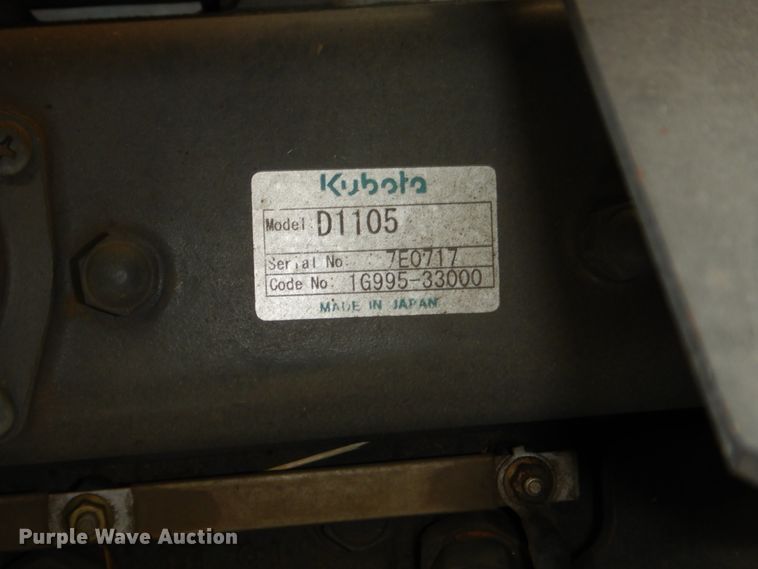 Kubota
Model D1105
Serial No: 7E0717
Code No: 1G995-33000
MADE IN JAPAN
Purple Wave Auction®